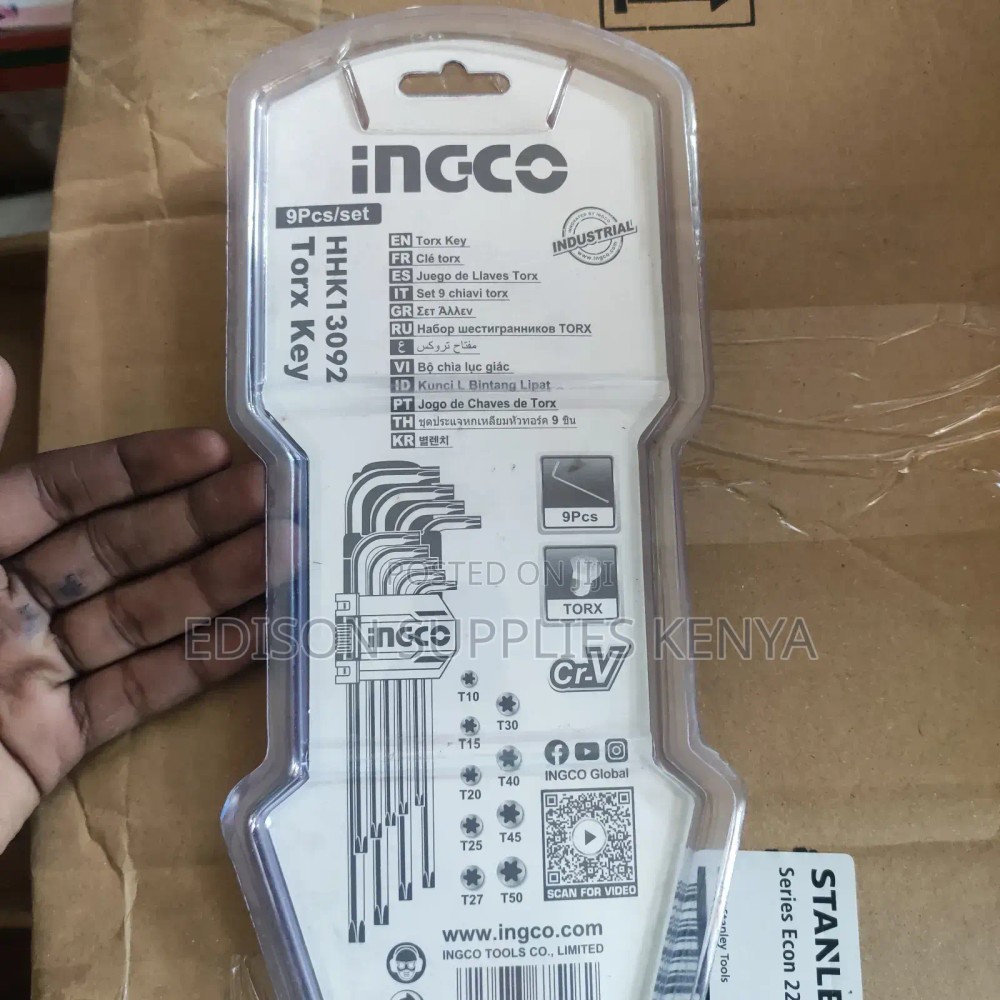 iNGCO
9Pcs/set
HHK13092
Torx Key
INDUSTRIAL
www.ingco.com
EN Torx Key
FR Clé torx
ES Juego de Llaves Torx
IT Set 9 chiavi torx
GR Σετ Άλλεν
RU Набор шестигранников TORX
ع مفتاح تروكس
VI Bộ chìa lục giác
ID Kunci L Bintang Lipat
PT Jogo de Chaves de Torx
TH ชุดประแจหกเหลี่ยมหัวทอร์ค 9 ชิ้น
KR 별렌치
9Pcs
TORX
POSTED ON
EDISON SUPPLIES KENYA
iNGCO
Cr-V
T10
T15
T20
T25
T27
T30
T40
T45
T50
INGCO Global
SCAN FOR VIDEO
www.ingco.com
INGCO TOOLS CO., LIMITED
STANLE
Series Econ 22
Stanley Tools